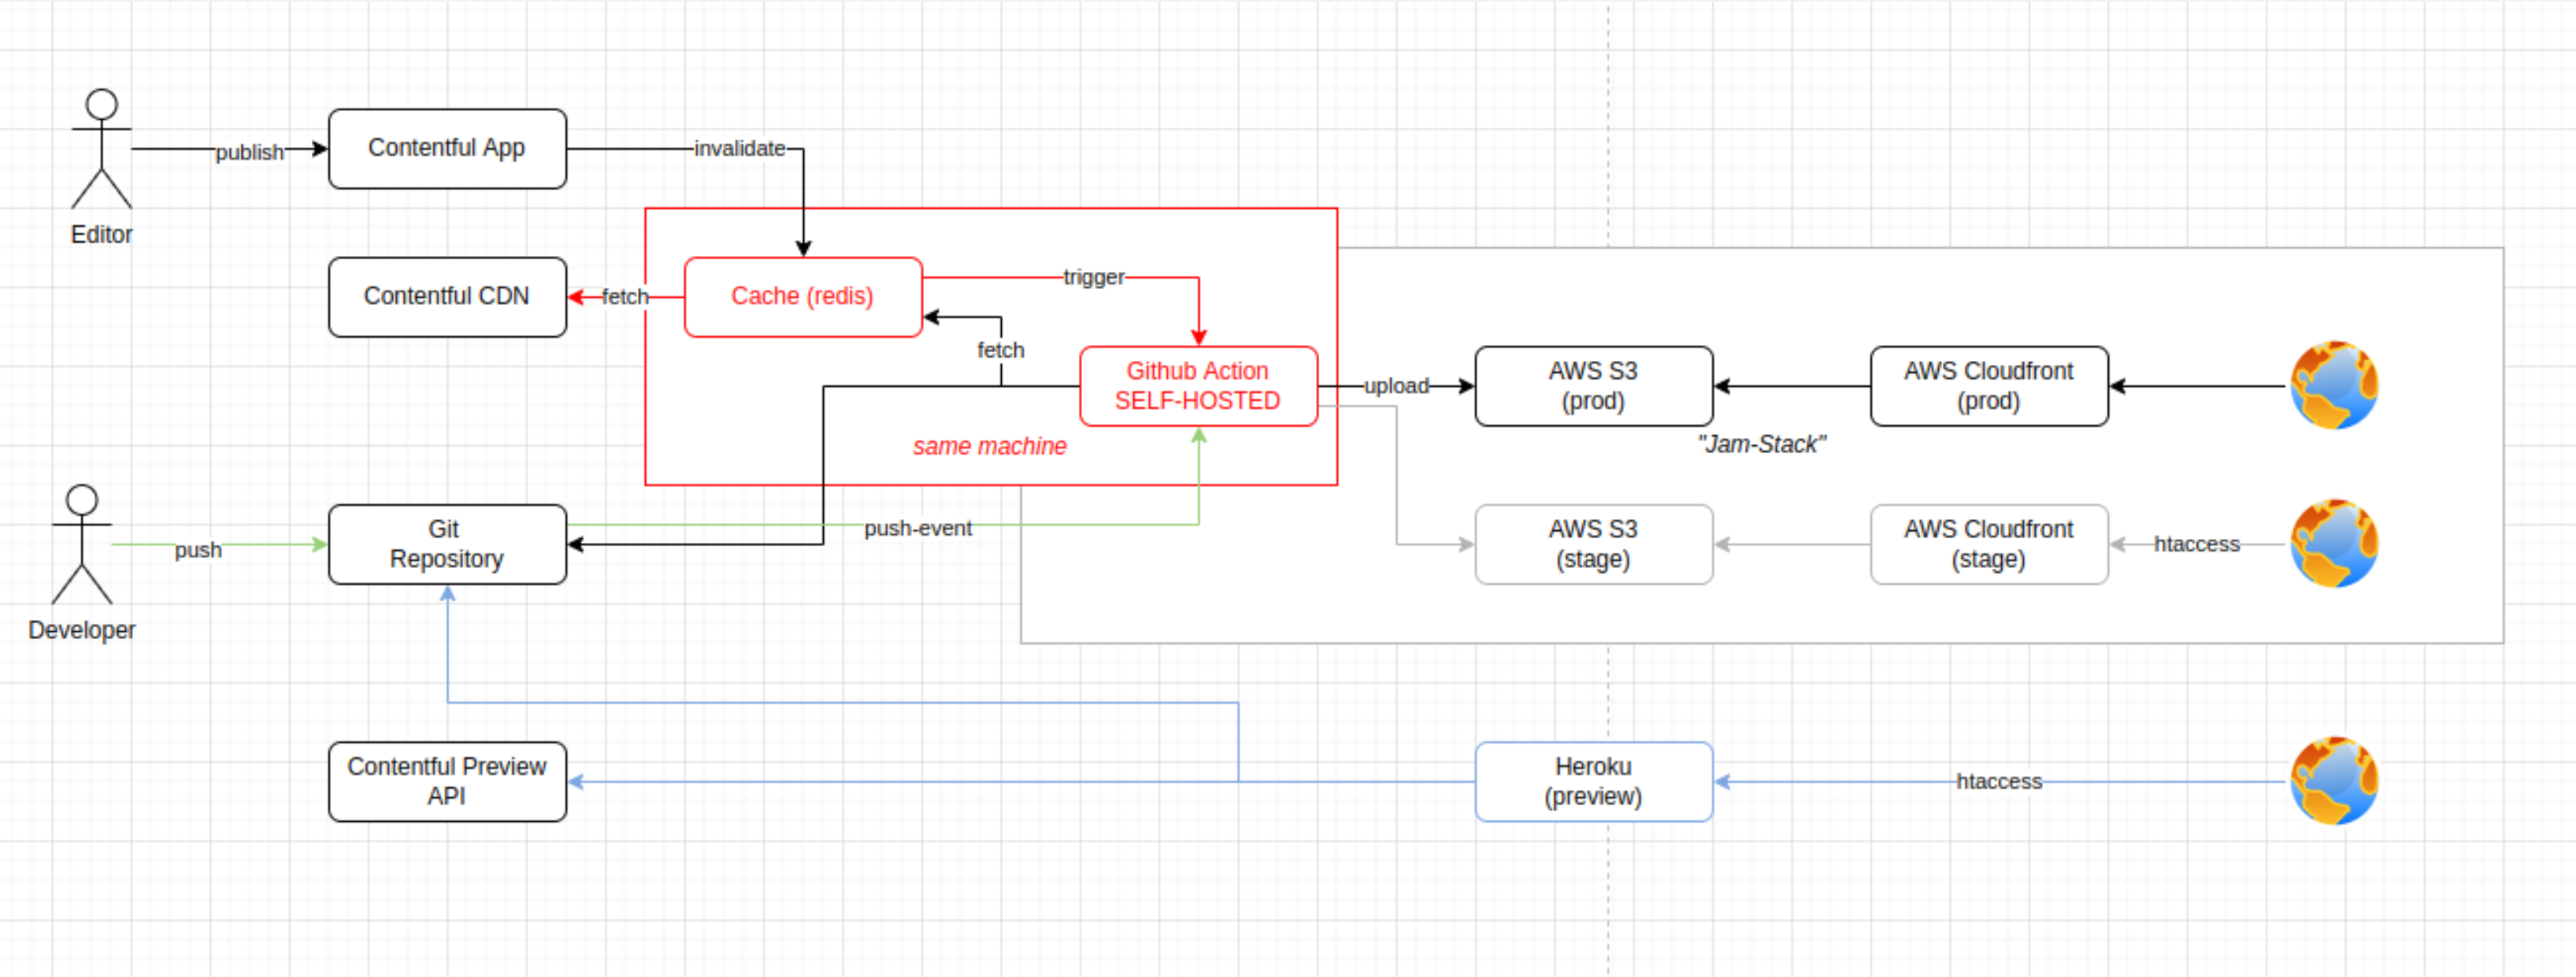 Editor
publish
Contentful App
invalidate
Contentful CDN
fetch
Cache (redis)
trigger
fetch
Github Action
SELF-HOSTED
same machine
upload
AWS S3
(prod)
AWS Cloudfront
(prod)
"Jam-Stack"
Developer
push
Git
Repository
push-event
AWS S3
(stage)
AWS Cloudfront
(stage)
htaccess
Contentful Preview
API
Heroku
(preview)
htaccess